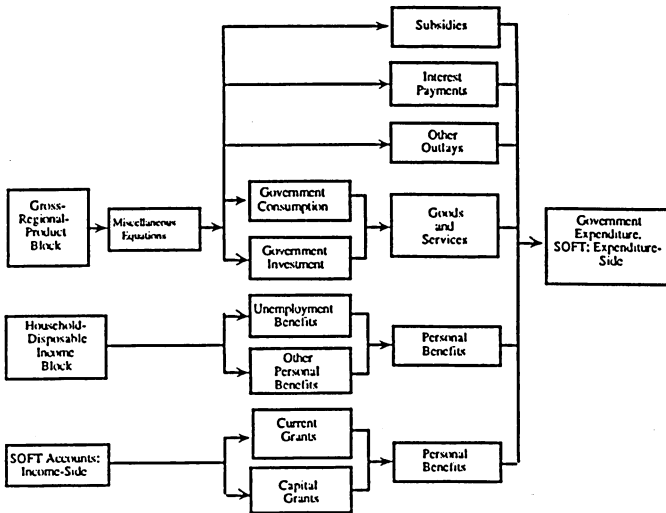 Subsidies
Interest
Payments
Other
Outlays
Gross-
Regional-
Product
Block
Miscellaneous
Equations
Government
Consumption
Government
Investment
Goods
and
Services
Government
Expenditure,
SOFT: Expenditure-
Side
Household-
Disposable
Income
Block
Unemployment
Benefits
Other
Personal
Benefits
Personal
Benefits
SOFT Accounts:
Income-Side
Current
Grants
Capital
Grants
Personal
Benefits